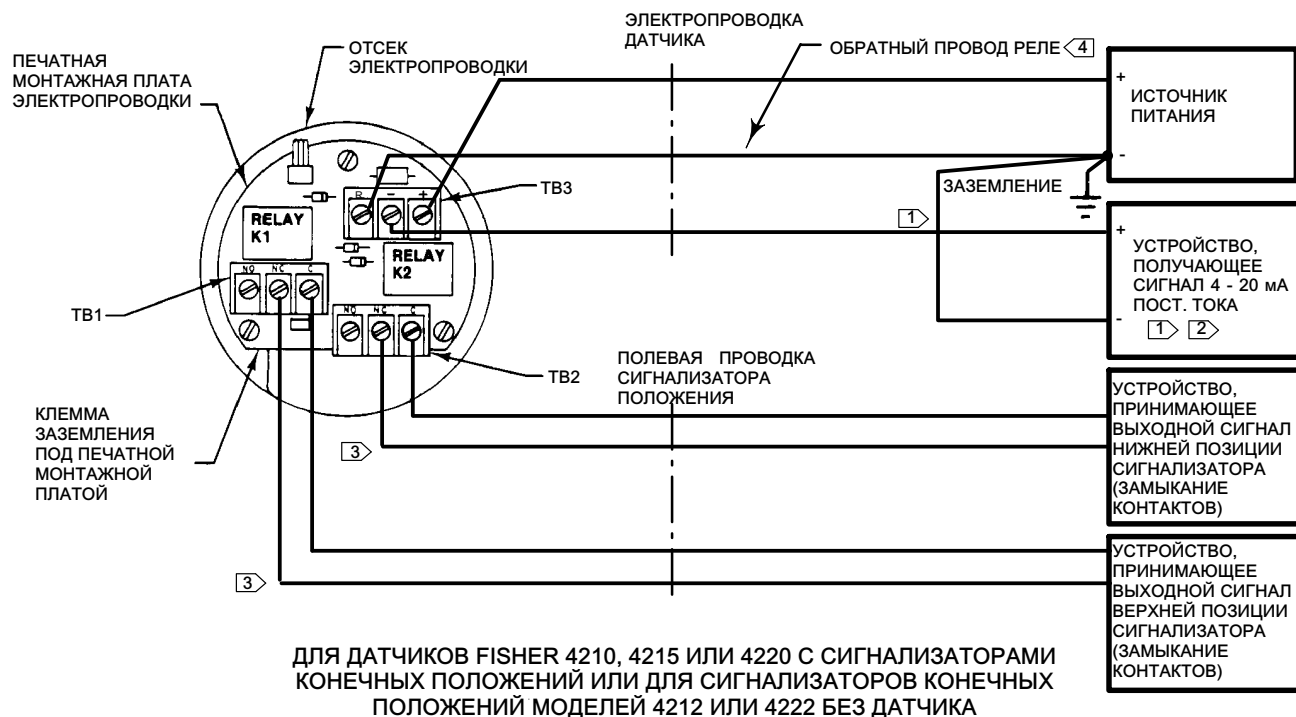 ЭЛЕКТРОПРОВОДКА
ДАТЧИКА
ПЕЧАТНАЯ
МОНТАЖНАЯ ПЛАТА
ЭЛЕКТРОПРОВОДКИ
ОТСЕК
ЭЛЕКТРОПРОВОДКИ
ОБРАТНЫЙ ПРОВОД РЕЛЕ 4
+
ИСТОЧНИК
ПИТАНИЯ
-
ЗАЗЕМЛЕНИЕ
TB3
R - +
RELAY
K1
RELAY
K2
1
+
УСТРОЙСТВО,
ПОЛУЧАЮЩЕЕ
СИГНАЛ 4 - 20 мА
ПОСТ. ТОКА
-
1 2
NO NC C
TB1
NO NC C
TB2
ПОЛЕВАЯ ПРОВОДКА
СИГНАЛИЗАТОРА
ПОЛОЖЕНИЯ
КЛЕММА
ЗАЗЕМЛЕНИЯ
ПОД ПЕЧАТНОЙ
МОНТАЖНОЙ
ПЛАТОЙ
3
УСТРОЙСТВО,
ПРИНИМАЮЩЕЕ
ВЫХОДНОЙ СИГНАЛ
НИЖНЕЙ ПОЗИЦИИ
СИГНАЛИЗАТОРА
(ЗАМЫКАНИЕ
КОНТАКТОВ)
3
УСТРОЙСТВО,
ПРИНИМАЮЩЕЕ
ВЫХОДНОЙ СИГНАЛ
ВЕРХНЕЙ ПОЗИЦИИ
СИГНАЛИЗАТОРА
(ЗАМЫКАНИЕ
КОНТАКТОВ)
ДЛЯ ДАТЧИКОВ FISHER 4210, 4215 ИЛИ 4220 С СИГНАЛИЗАТОРАМИ
КОНЕЧНЫХ ПОЛОЖЕНИЙ ИЛИ ДЛЯ СИГНАЛИЗАТОРОВ КОНЕЧНЫХ
ПОЛОЖЕНИЙ МОДЕЛЕЙ 4212 ИЛИ 4222 БЕЗ ДАТЧИКА